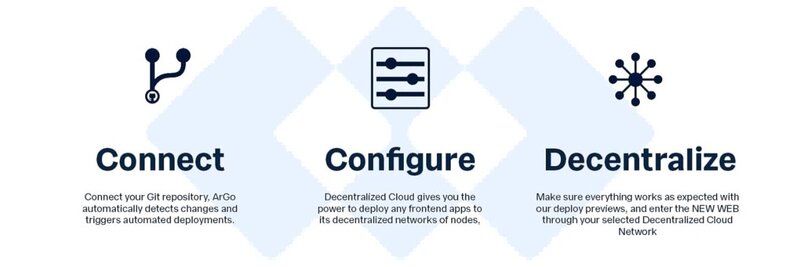 Connect
Connect your Git repository, ArGo
automatically detects changes and
triggers automated deployments.
Configure
Decentralized Cloud gives you the
power to deploy any frontend apps to
its decentralized networks of nodes,
Decentralize
Make sure everything works as expected with
our deploy previews, and enter the NEW WEB
through your selected Decentralized Cloud
Network